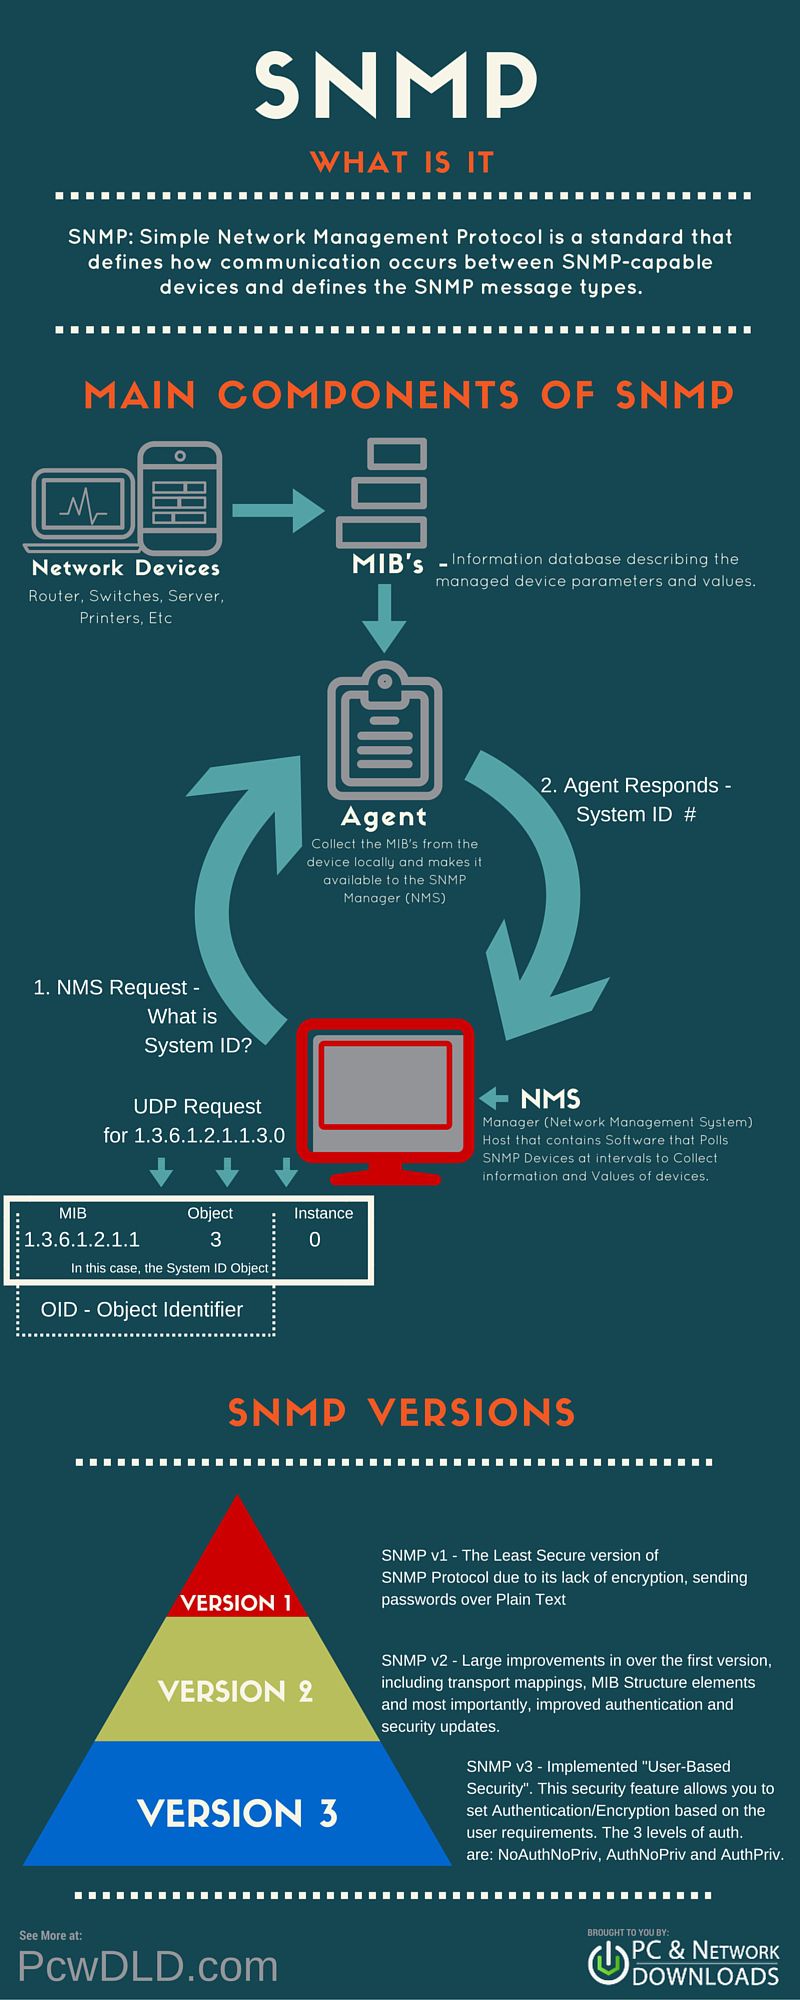 SNMP
WHAT IS IT
SNMP: Simple Network Management Protocol is a standard that
defines how communication occurs between SNMP-capable
devices and defines the SNMP message types.
MAIN COMPONENTS OF SNMP
Network Devices
Router, Switches, Server,
Printers, Etc
MIB's - Information database describing the
managed device parameters and values.
Agent
Collect the MIB's from the
device locally and makes it
available to the SNMP
Manager (NMS)
2. Agent Responds -
System ID #
1. NMS Request -
What is
System ID?
UDP Request
for 1.3.6.1.2.1.1.3.0
NMS
Manager (Network Management System)
Host that contains Software that Polls
SNMP Devices at intervals to Collect
information and Values of devices.
MIB Object Instance
1.3.6.1.2.1.1 3 0
In this case, the System ID Object
OID - Object Identifier
SNMP VERSIONS
VERSION 1
SNMP v1 - The Least Secure version of
SNMP Protocol due to its lack of encryption, sending
passwords over Plain Text
VERSION 2
SNMP v2 - Large improvements in over the first version,
including transport mappings, MIB Structure elements
and most importantly, improved authentication and
security updates.
VERSION 3
SNMP v3 - Implemented "User-Based
Security". This security feature allows you to
set Authentication/Encryption based on the
user requirements. The 3 levels of auth.
are: NoAuthNoPriv, AuthNoPriv and AuthPriv.
See More at:
PcwDLD.com
BROUGHT TO YOU BY:
PC & NETWORK
DOWNLOADS